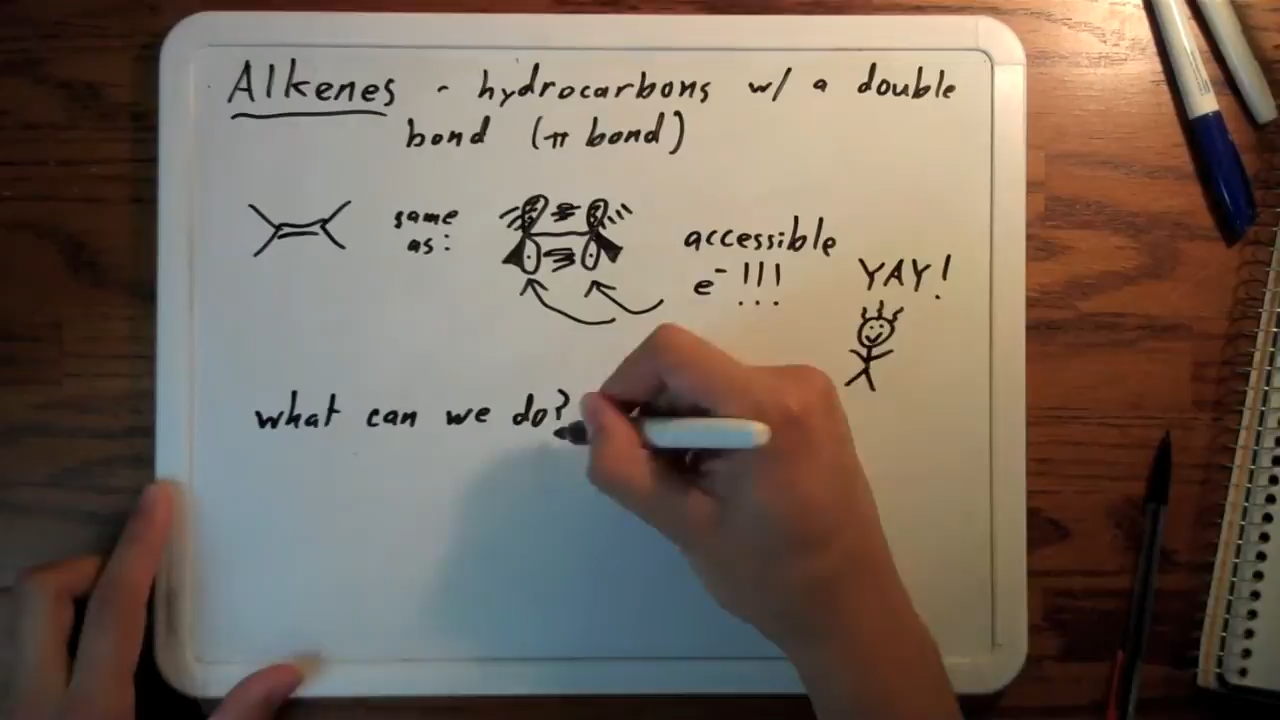 Alkenes - hydrocarbons w/ a double
bond (π bond)
same
as:
accessible
e⁻ !!!
YAY!
what can we do?